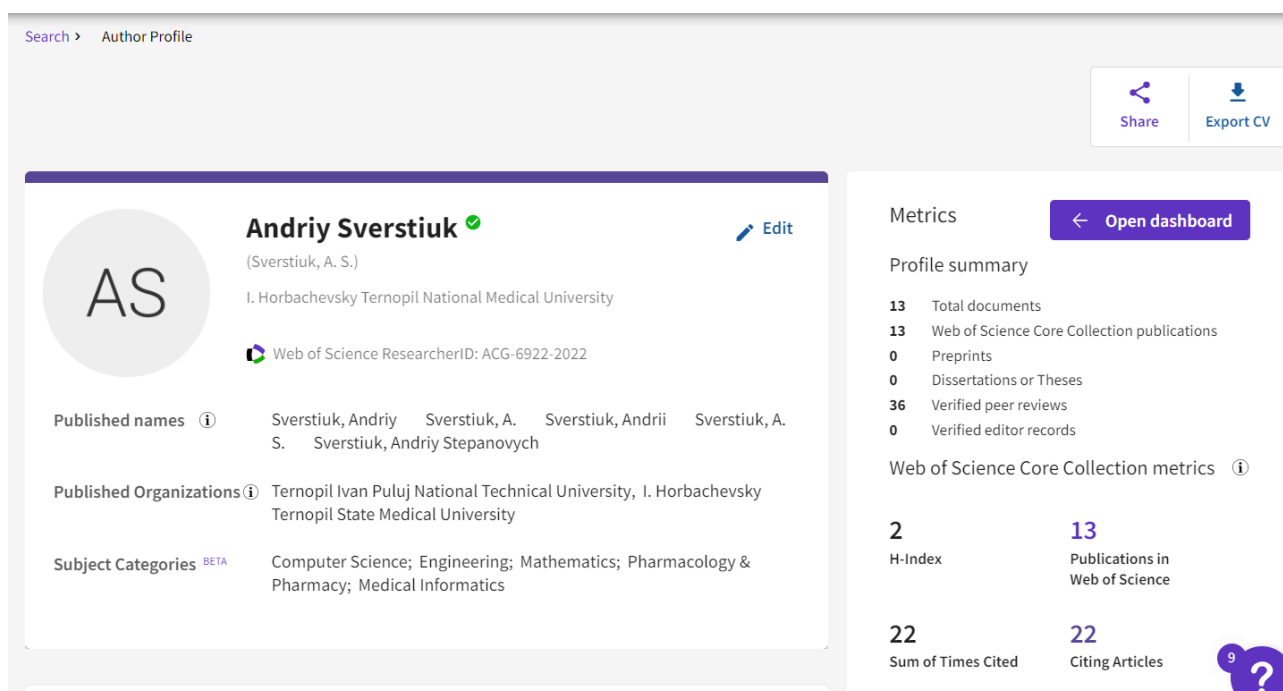 Search > Author Profile
Share
Export CV
AS
Andriy Sverstiuk
Edit
(Sverstiuk, A. S.)
I. Horbachevsky Ternopil National Medical University
Web of Science ResearcherID: ACG-6922-2022
Published names
Sverstiuk, Andriy Sverstiuk, A. Sverstiuk, Andrii Sverstiuk, A.
S. Sverstiuk, Andriy Stepanovych
Published Organizations
Ternopil Ivan Puluj National Technical University, I. Horbachevsky
Ternopil State Medical University
Subject Categories BETA
Computer Science; Engineering; Mathematics; Pharmacology &
Pharmacy; Medical Informatics
Metrics
← Open dashboard
Profile summary
13 Total documents
13 Web of Science Core Collection publications
0 Preprints
0 Dissertations or Theses
36 Verified peer reviews
0 Verified editor records
Web of Science Core Collection metrics
2
H-Index
13
Publications in
Web of Science
22
Sum of Times Cited
22
Citing Articles
9
?